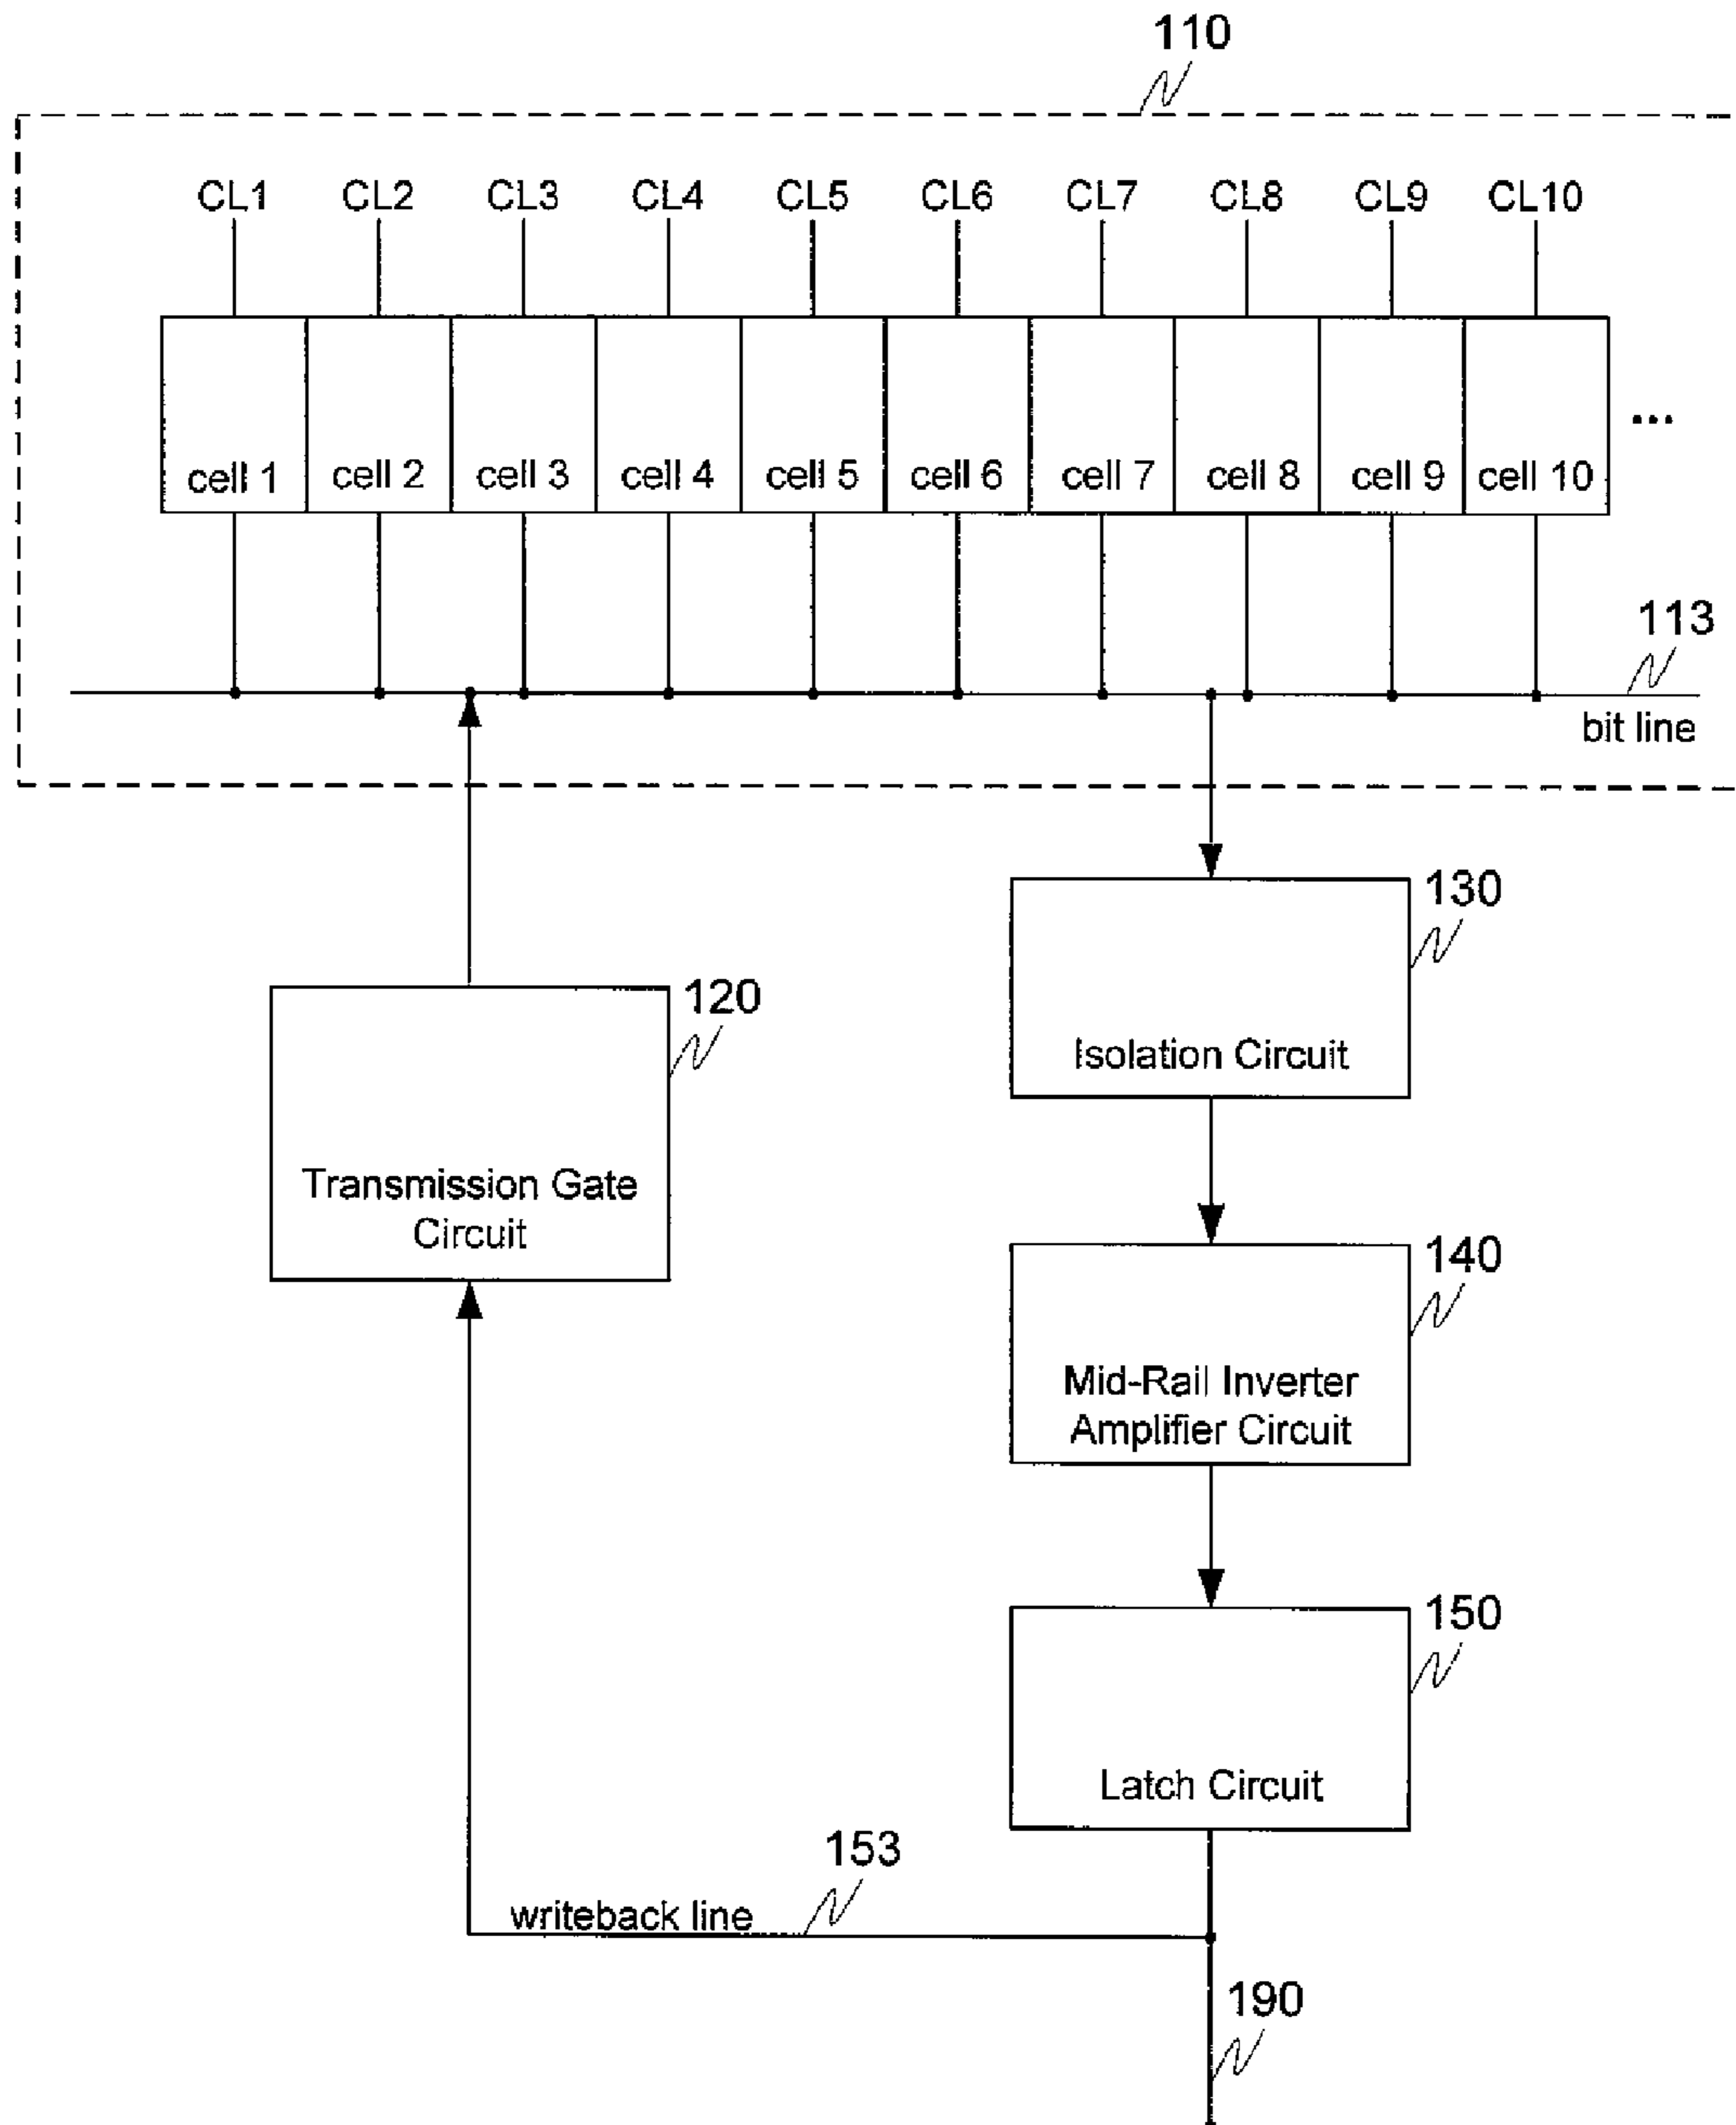 110
CL1 CL2 CL3 CL4 CL5 CL6 CL7 CL8 CL9 CL10
cell 1 cell 2 cell 3 cell 4 cell 5 cell 6 cell 7 cell 8 cell 9 cell 10 ...
113
bit line
130
Isolation Circuit
120
Transmission Gate
Circuit
140
Mid-Rail Inverter
Amplifier Circuit
150
Latch Circuit
153
writeback line
190